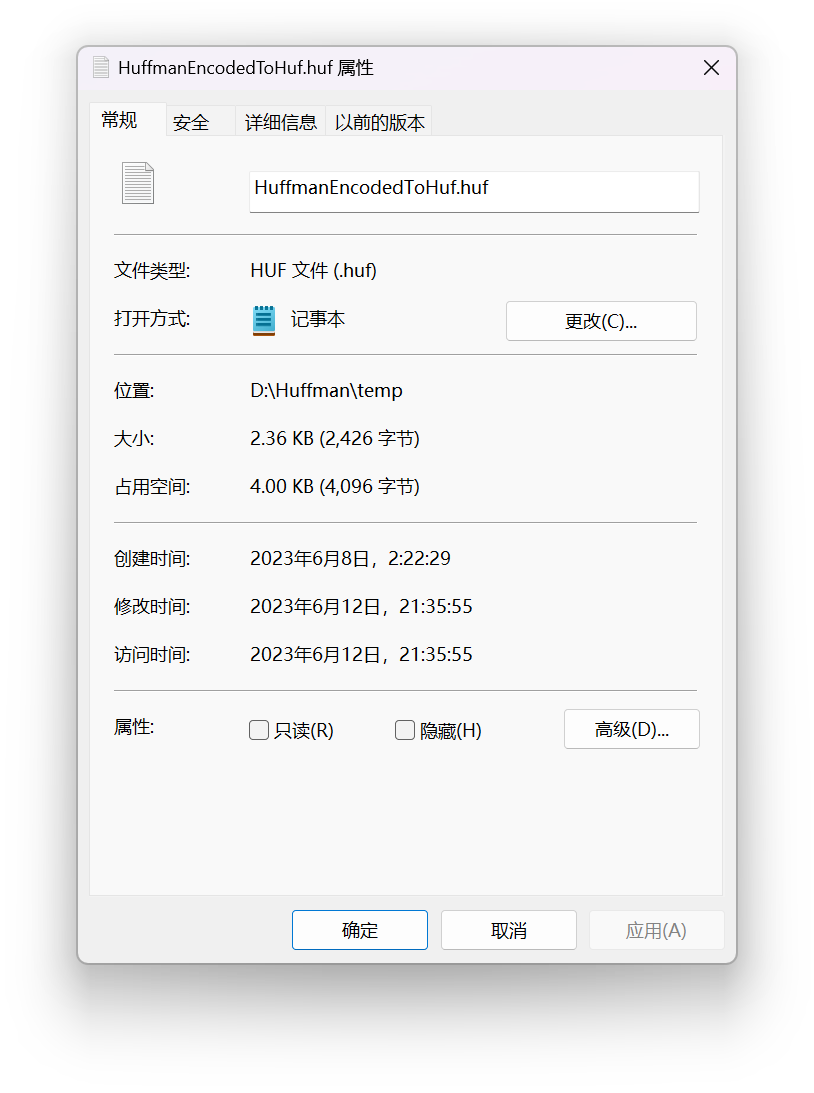 HuffmanEncodedToHuf.huf 属性
常规 安全 详细信息 以前的版本
HuffmanEncodedToHuf.huf
文件类型: HUF 文件 (.huf)
打开方式: 记事本 更改(C)...
位置: D:\Huffman\temp
大小: 2.36 KB (2,426 字节)
占用空间: 4.00 KB (4,096 字节)
创建时间: 2023年6月8日，2:22:29
修改时间: 2023年6月12日，21:35:55
访问时间: 2023年6月12日，21:35:55
属性: 只读(R) 隐藏(H) 高级(D)...
确定 取消 应用(A)